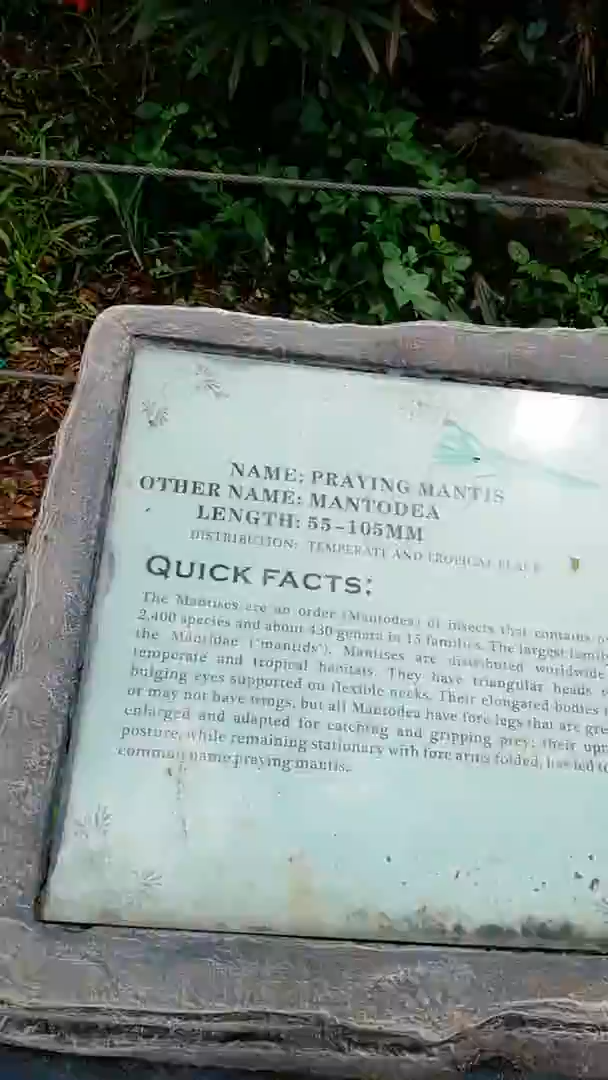 NAME: PRAYING MANTIS
OTHER NAME: MANTODEA
LENGTH: 55-105MM
DISTRIBUTION: TEMPERATE AND TROPICAL
QUICK FACTS:
The Mantises are an order (Mantodea) of insects that contains
2,400 species and about 430 genera in 15 families. The largest
the Mantidae ("mantids"). Mantises are distributed worldwide
temperate and tropical habitats. They have triangular heads
bulging eyes supported on flexible necks. Their elongated bodies
or may not have wings, but all Mantodea have fore legs that are
enlarged and adapted for catching and gripping prey; their
posture, while remaining stationary with fore arms folded, has led
common name praying mantis.